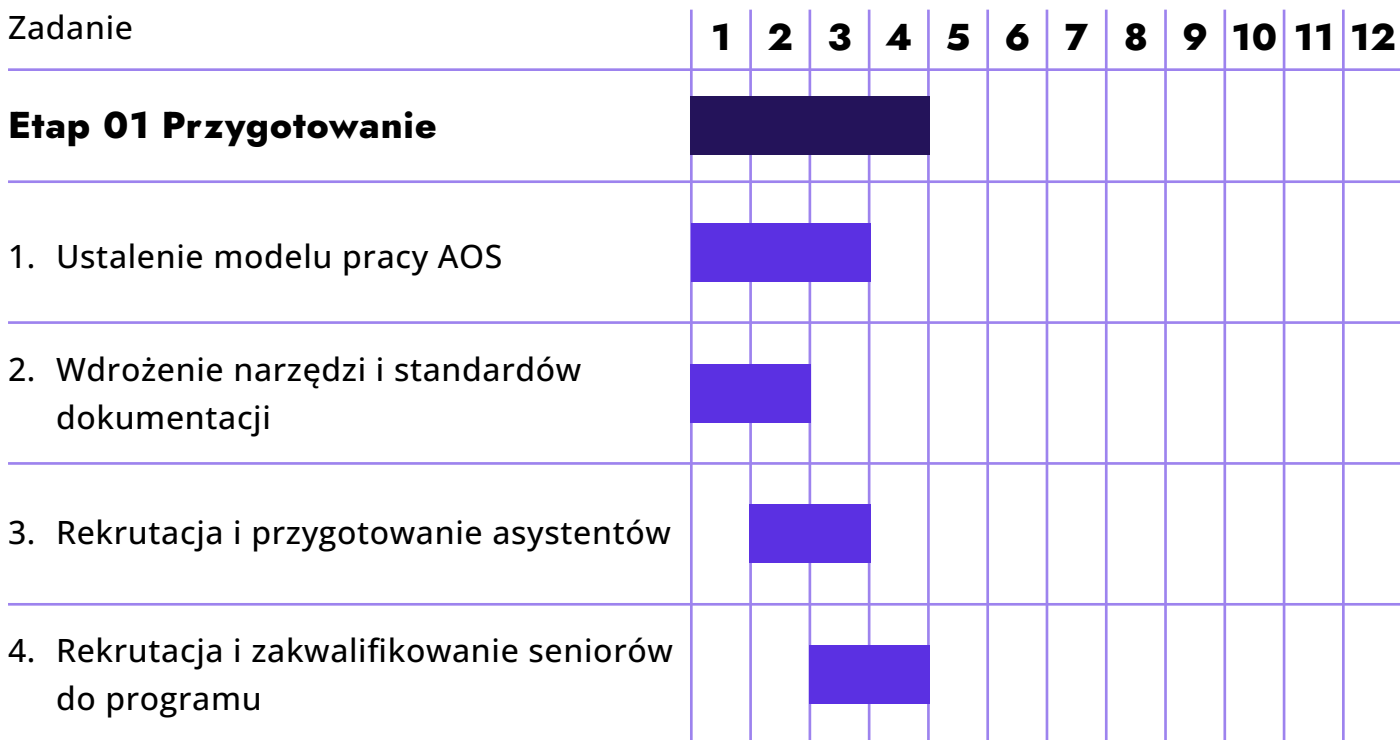 Zadanie 1 2 3 4 5 6 7 8 9 10 11 12
Etap 01 Przygotowanie
1. Ustalenie modelu pracy AOS
2. Wdrożenie narzędzi i standardów
dokumentacji
3. Rekrutacja i przygotowanie asystentów
4. Rekrutacja i zakwalifikowanie seniorów
do programu